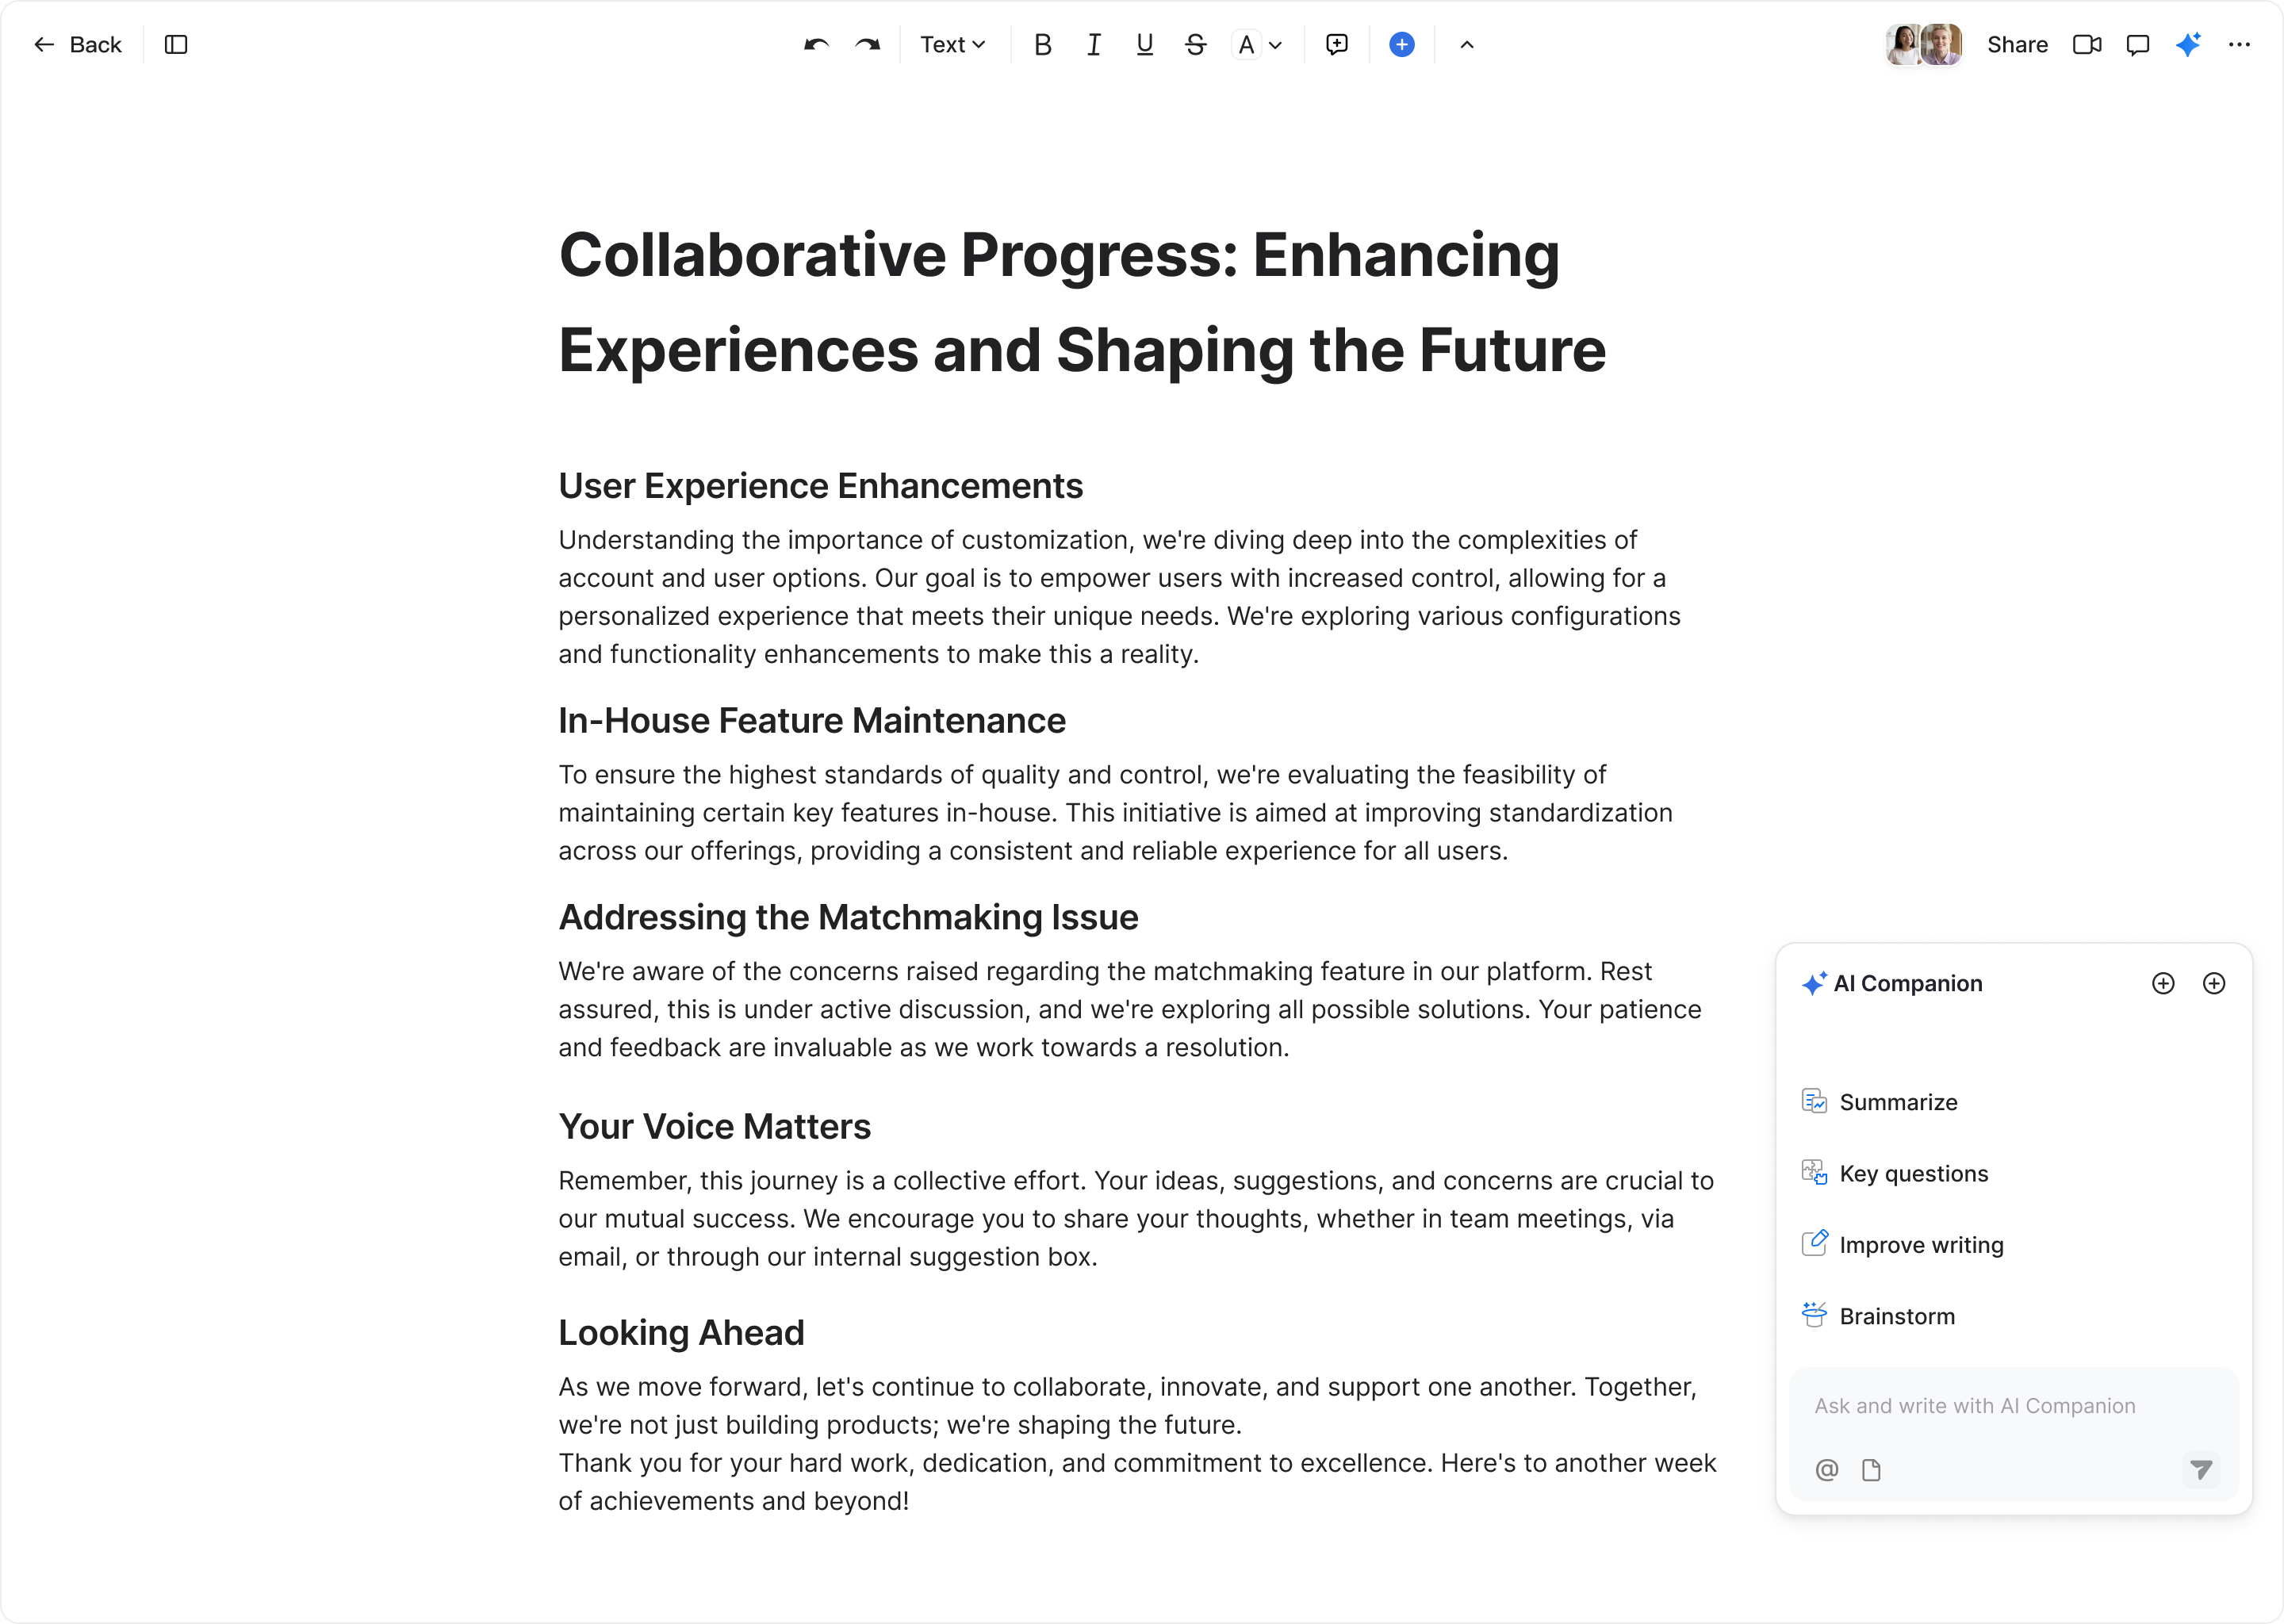 Back
Text
B I U S A
Share
Collaborative Progress: Enhancing
Experiences and Shaping the Future
User Experience Enhancements
Understanding the importance of customization, we're diving deep into the complexities of
account and user options. Our goal is to empower users with increased control, allowing for a
personalized experience that meets their unique needs. We're exploring various configurations
and functionality enhancements to make this a reality.
In-House Feature Maintenance
To ensure the highest standards of quality and control, we're evaluating the feasibility of
maintaining certain key features in-house. This initiative is aimed at improving standardization
across our offerings, providing a consistent and reliable experience for all users.
Addressing the Matchmaking Issue
We're aware of the concerns raised regarding the matchmaking feature in our platform. Rest
assured, this is under active discussion, and we're exploring all possible solutions. Your patience
and feedback are invaluable as we work towards a resolution.
Your Voice Matters
Remember, this journey is a collective effort. Your ideas, suggestions, and concerns are crucial to
our mutual success. We encourage you to share your thoughts, whether in team meetings, via
email, or through our internal suggestion box.
Looking Ahead
As we move forward, let's continue to collaborate, innovate, and support one another. Together,
we're not just building products; we're shaping the future.
Thank you for your hard work, dedication, and commitment to excellence. Here's to another week
of achievements and beyond!
AI Companion
Summarize
Key questions
Improve writing
Brainstorm
Ask and write with AI Companion
@